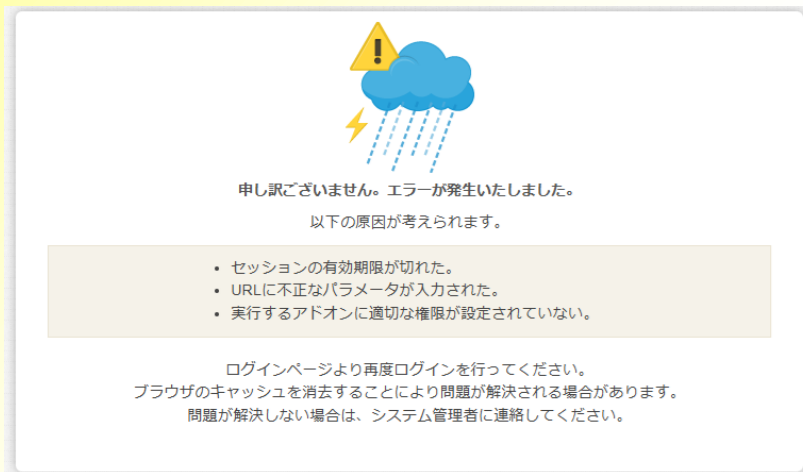 申し訳ございません。エラーが発生いたしました。
以下の原因が考えられます。
• セッションの有効期限が切れた。
• URLに不正なパラメータが入力された。
• 実行するアドオンに適切な権限が設定されていない。
ログインページより再度ログインを行ってください。
ブラウザのキャッシュを消去することにより問題が解決される場合があります。
問題が解決しない場合は、システム管理者に連絡してください。